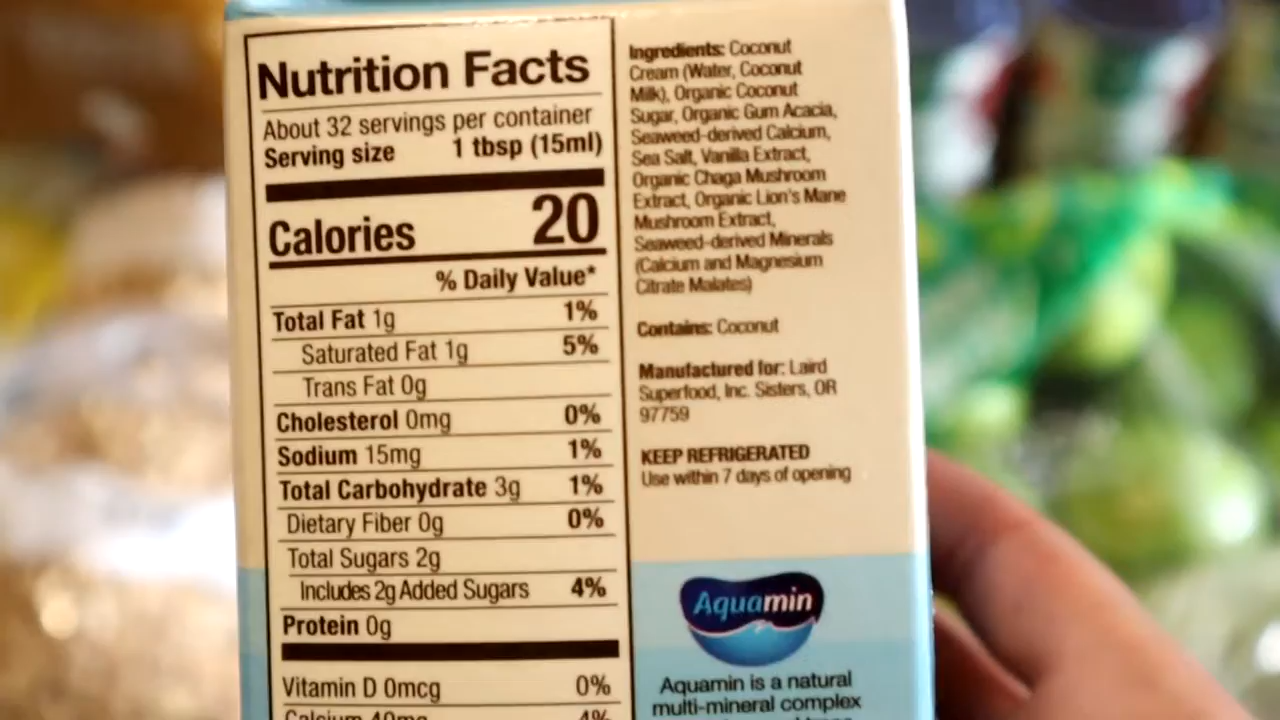 Nutrition Facts
About 32 servings per container
Serving size 1 tbsp (15ml)
Calories 20
% Daily Value*
Total Fat 1g 1%
Saturated Fat 1g 5%
Trans Fat 0g
Cholesterol 0mg 0%
Sodium 15mg 1%
Total Carbohydrate 3g 1%
Dietary Fiber 0g 0%
Total Sugars 2g
Includes 2g Added Sugars 4%
Protein 0g
Vitamin D 0mcg 0%
Calcium 40mg 4%
Ingredients: Coconut
Cream (Water, Coconut
Milk), Organic Coconut
Sugar, Organic Gum Acacia,
Seaweed-derived Calcium,
Sea Salt, Vanilla Extract,
Organic Chaga Mushroom
Extract, Organic Lion's Mane
Mushroom Extract,
Seaweed-derived Minerals
(Calcium and Magnesium
Citrate Malates)
Contains: Coconut
Manufactured for: Laird
Superfood, Inc. Sisters, OR
97759
KEEP REFRIGERATED
Use within 7 days of opening
Aquamin
Aquamin is a natural
multi-mineral complex